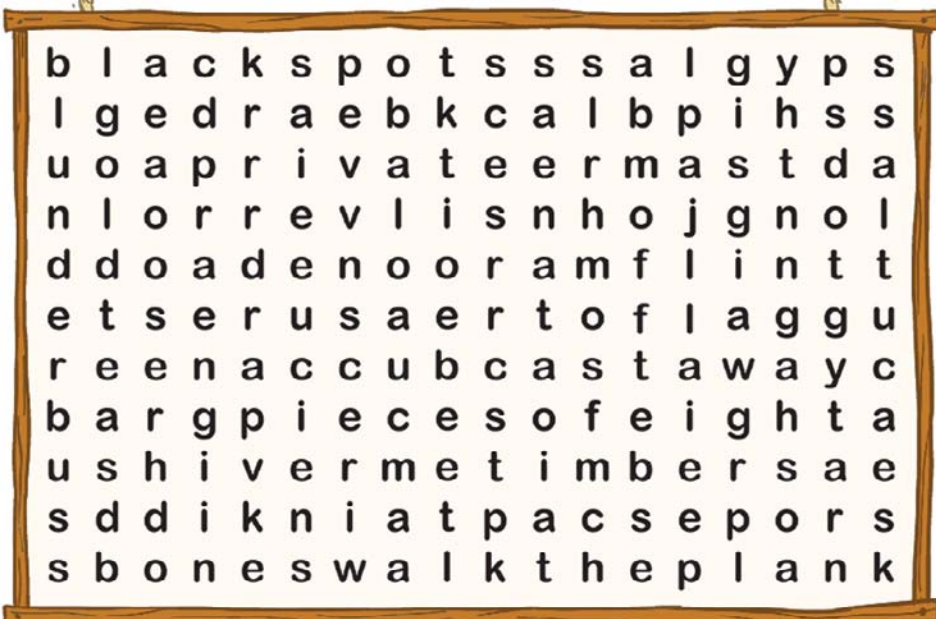 b l a c k s p o t s s s a l g y p s
l g e d r a e b k c a l b p i h s s
u o a p r i v a t e e r m a s t d a
n l o r r e v l i s n h o j g n o l
d d o a d e n o o r a m f l i n t t
e t s e r u s a e r t o f l a g g u
r e e n a c c u b c a s t a w a y c
b a r g p i e c e s o f e i g h t a
u s h i v e r m e t i m b e r s a e
s d d i k n i a t p a c s e p o r s
s b o n e s w a l k t h e p l a n k